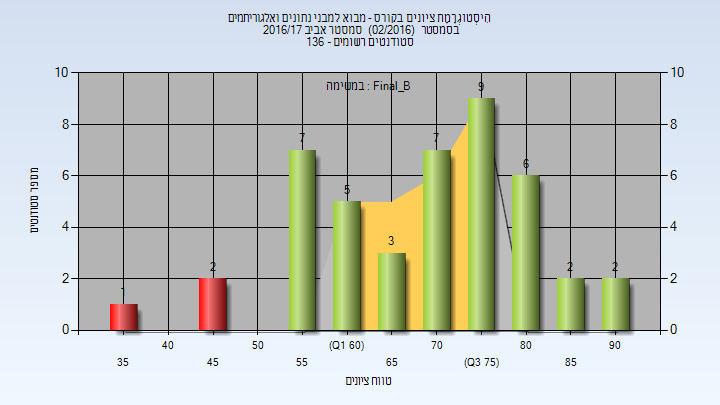 היסטוגרמת ציונים בקורס - מבוא למבני נתונים ואלגוריתמים
בסמסטר (02/2016) סמסטר אביב 2016/17
סטודנטים רשומים - 136
במשימה : Final_B
10 10
8 8
6 6
4 4
2 2
0 0
1 2 7 5 3 7 9 6 2 2
מספר סטודנטים
40 50 (Q1 60) 70 80 90
35 45 55 65 (Q3 75) 85
טווח ציונים